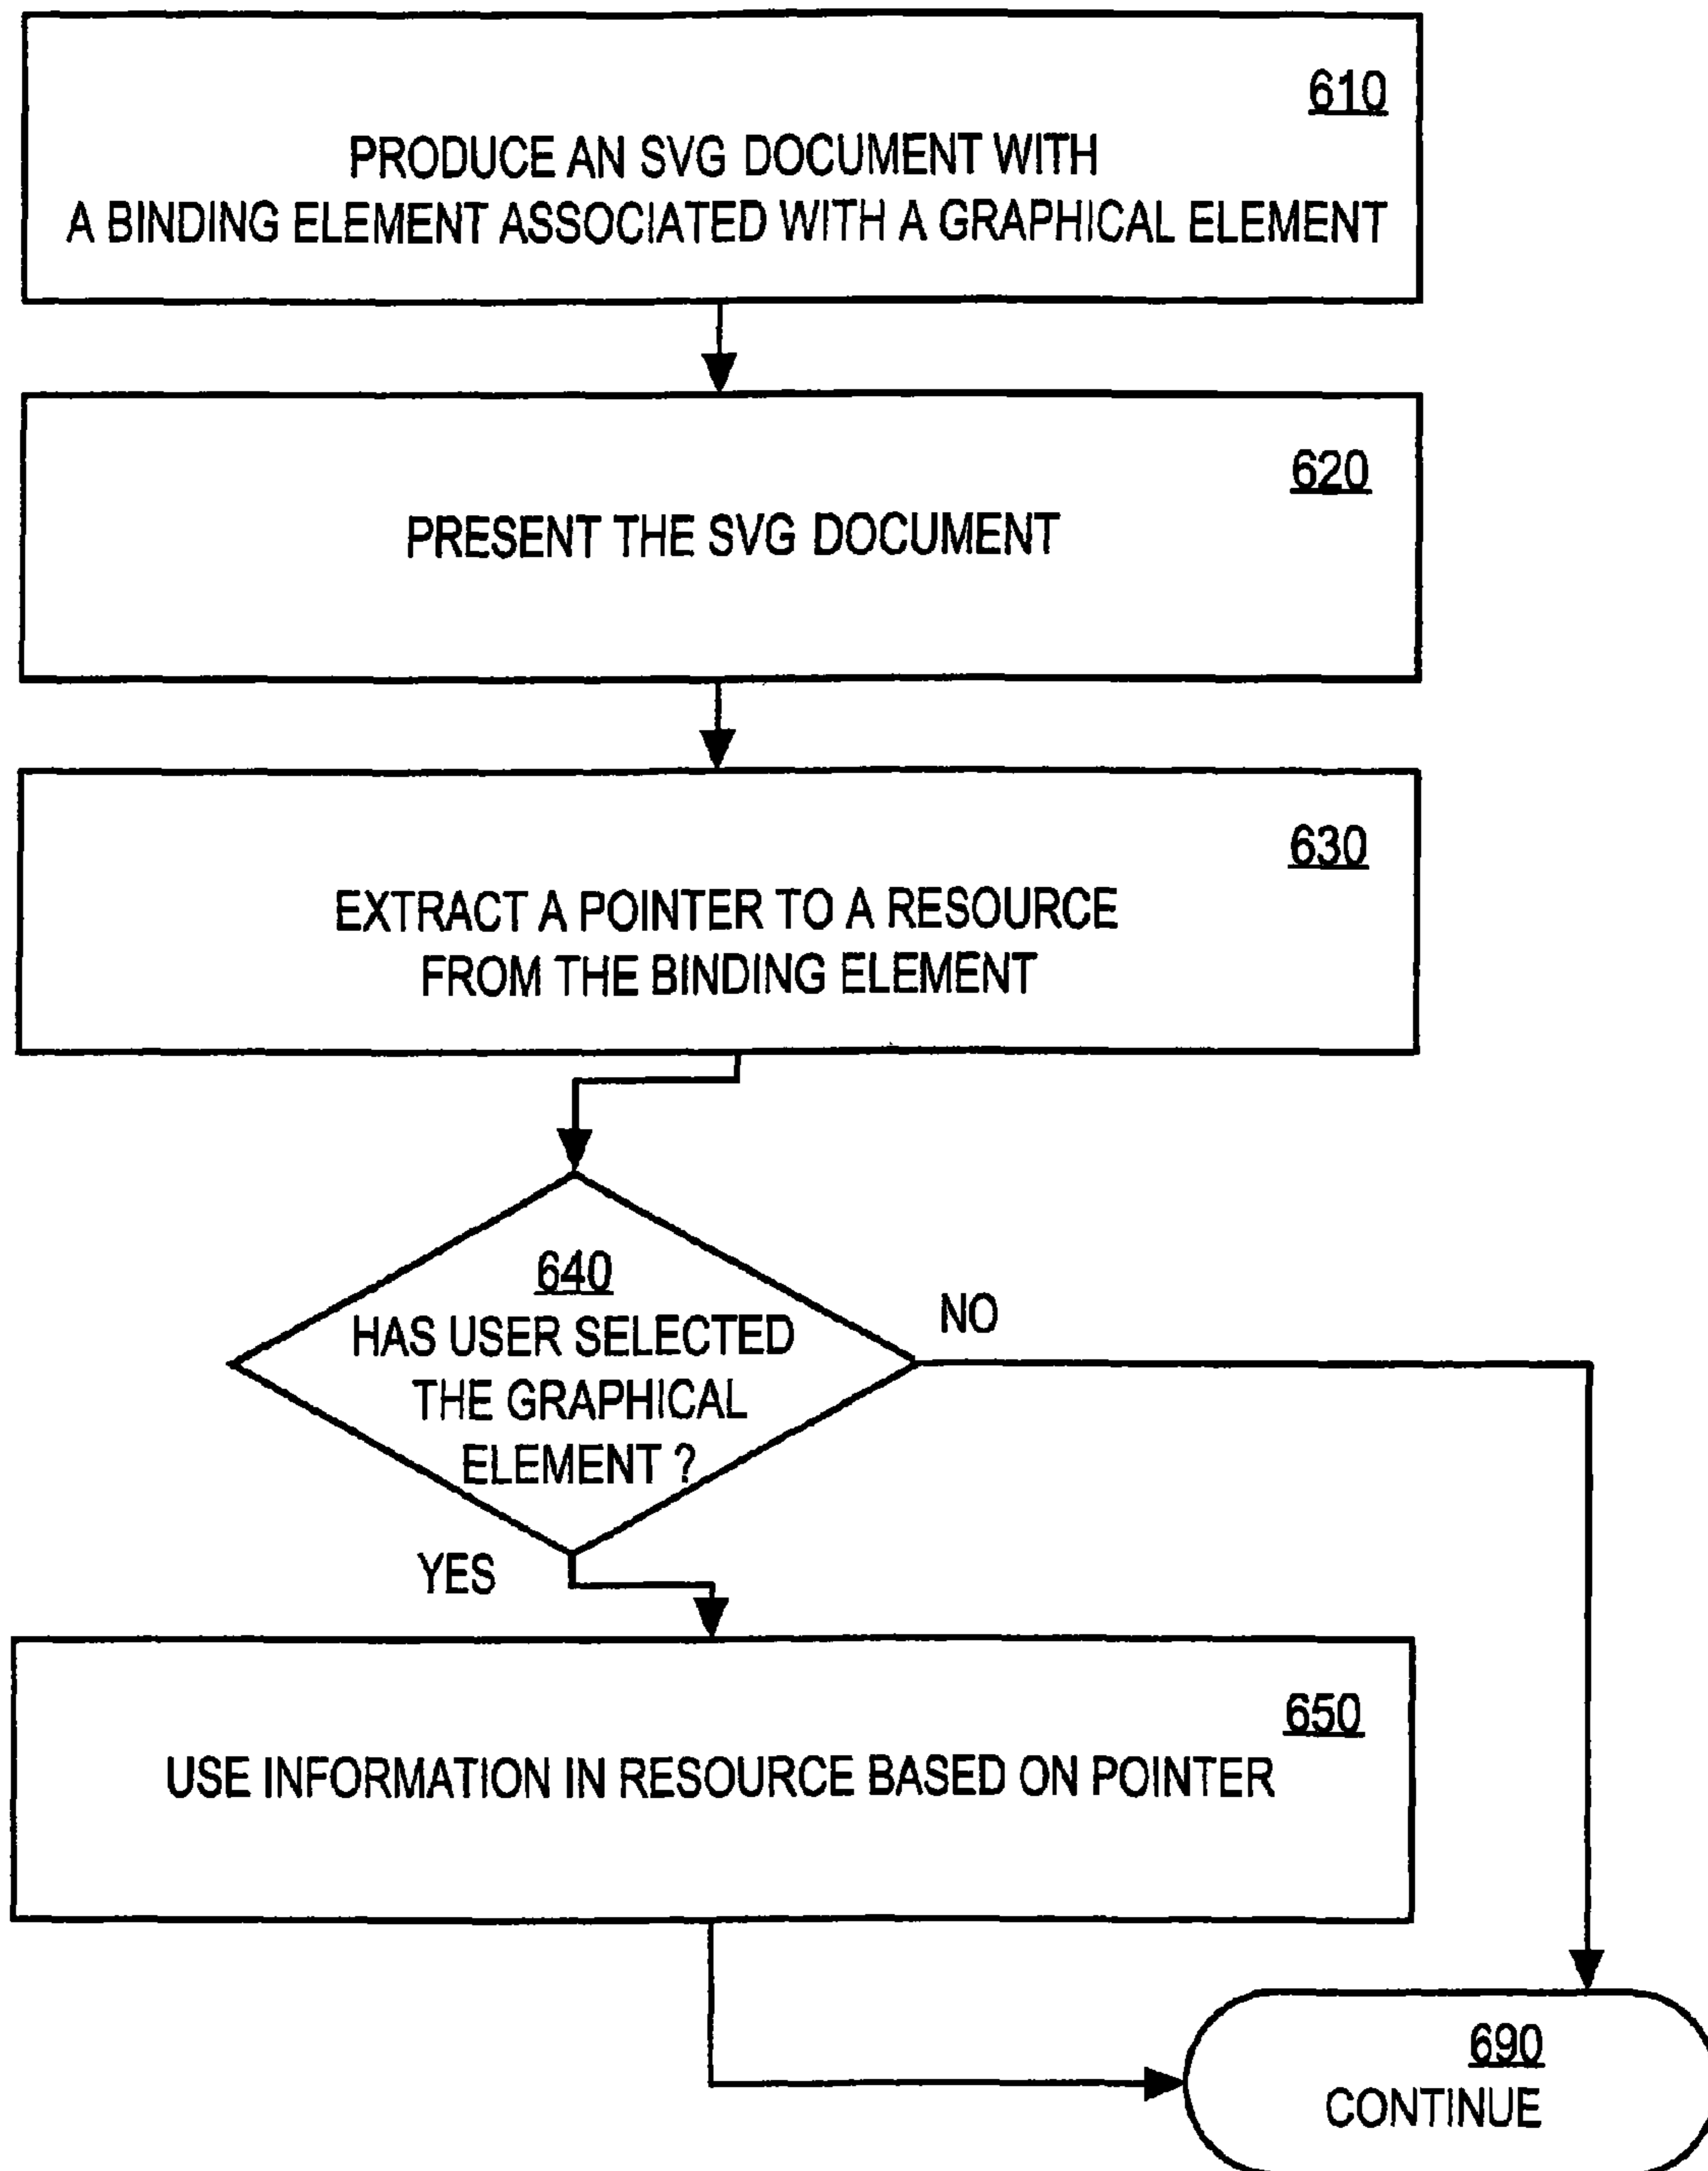 610
PRODUCE AN SVG DOCUMENT WITH
A BINDING ELEMENT ASSOCIATED WITH A GRAPHICAL ELEMENT
620
PRESENT THE SVG DOCUMENT
630
EXTRACT A POINTER TO A RESOURCE
FROM THE BINDING ELEMENT
640
HAS USER SELECTED
THE GRAPHICAL
ELEMENT ?
NO
YES
650
USE INFORMATION IN RESOURCE BASED ON POINTER
690
CONTINUE